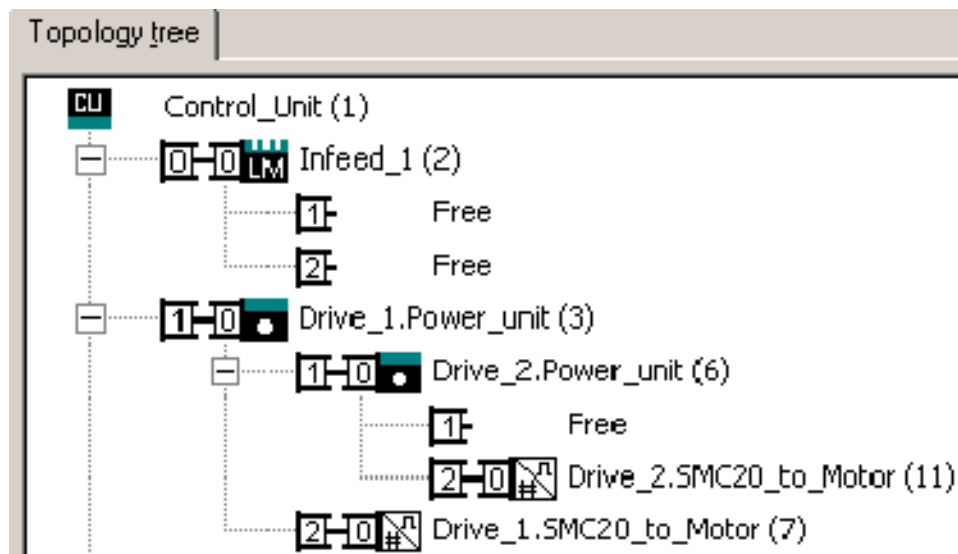 Topology tree
CU Control_Unit (1)
0 0 LM Infeed_1 (2)
1 Free
2 Free
1 0 Drive_1.Power_unit (3)
1 0 Drive_2.Power_unit (6)
1 Free
2 0 # Drive_2.SMC20_to_Motor (11)
2 0 # Drive_1.SMC20_to_Motor (7)